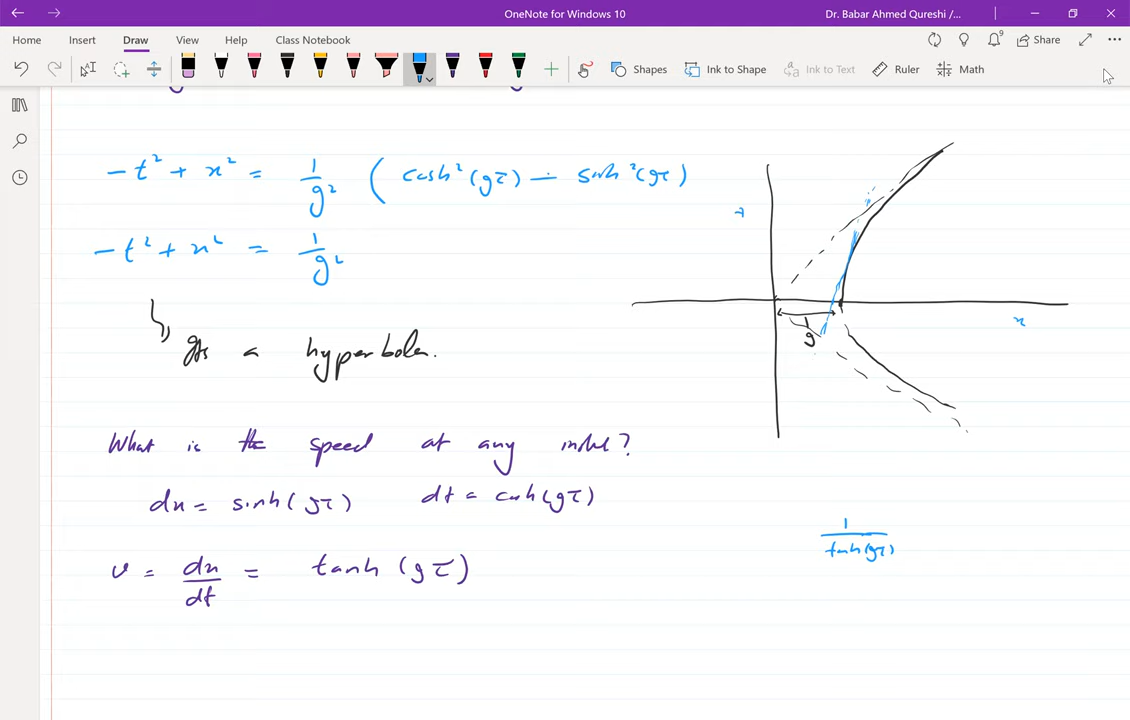 OneNote for Windows 10
Dr. Babar Ahmed Qureshi /...
Home Insert Draw View Help Class Notebook
9 Share
Shapes Ink to Shape Ink to Text Ruler Math
-t² + x² = 1/g² ( cosh²(gτ) — sinh²(gτ)
-t² + x² = 1/g²
Its a hyperbola.
What is the speed at any instant?
dx = sinh(gτ) dt = cosh(gτ)
v = dx/dt = tanh (gτ)
x
1/g
1/tanh(gτ)